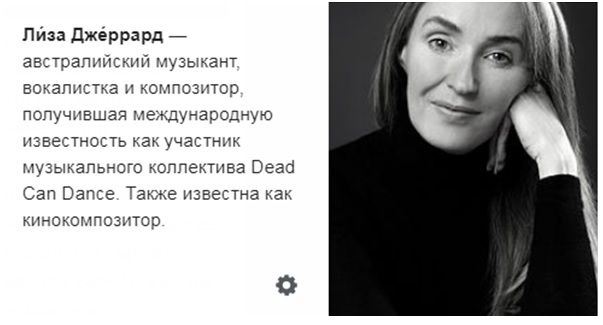 Ли́за Дже́ррард —
австралийский музыкант,
вокалистка и композитор,
получившая международную
известность как участник
музыкального коллектива Dead
Can Dance. Также известна как
кинокомпозитор.